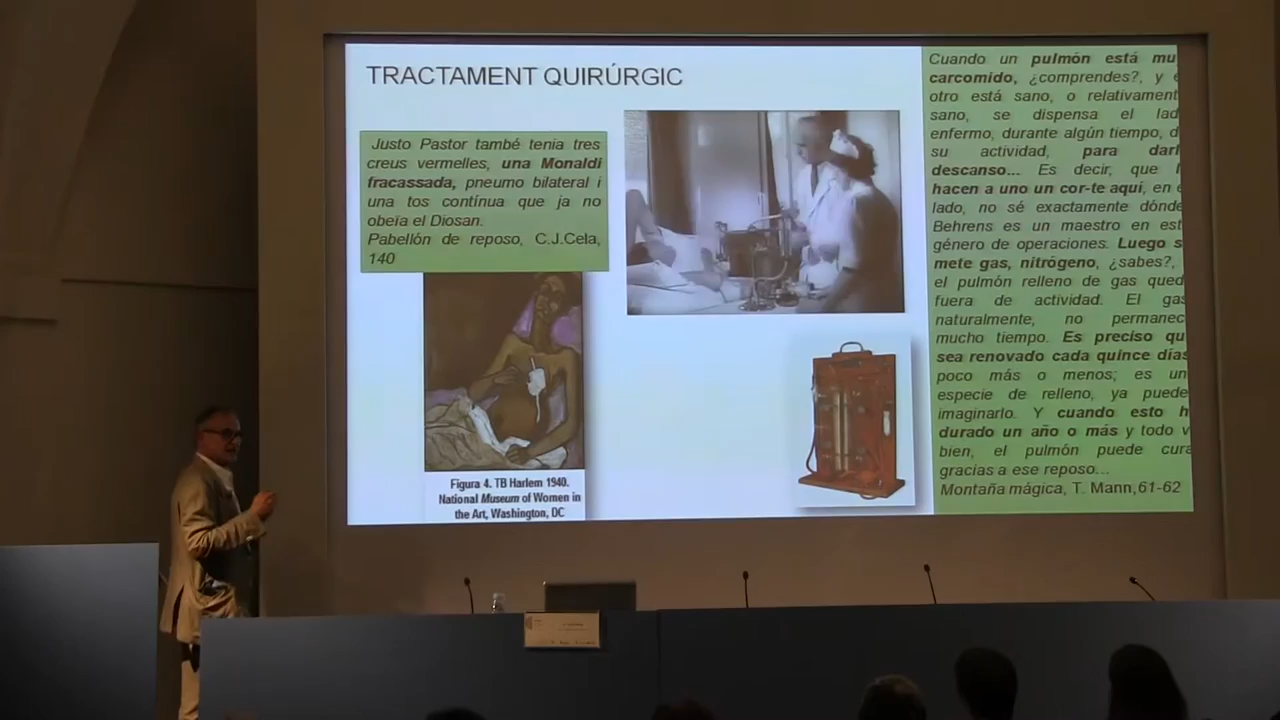 TRACTAMENT QUIRÚRGIC
Justo Pastor també tenia tres
creus vermelles, una Monaldi
fracassada, pneumo bilateral i
una tos contínua que ja no
obeïa el Diosan.
Pabellón de reposo, C.J.Cela,
140
Figura 4. TB Harlem 1940.
National Museum of Women in
the Art, Washington, DC
Cuando un pulmón está mu
carcomido, ¿comprendes?, y e
otro está sano, o relativament
sano, se dispensa el lad
enfermo, durante algún tiempo, d
su actividad, para darl
descanso... Es decir, que l
hacen a uno un cor-te aquí, en e
lado, no sé exactamente dónde
Behrens es un maestro en est
género de operaciones. Luego s
mete gas, nitrógeno, ¿sabes?,
el pulmón relleno de gas qued
fuera de actividad. El gas
naturalmente, no permanec
mucho tiempo. Es preciso qu
sea renovado cada quince días
poco más o menos; es un
especie de relleno, ya puede
imaginarlo. Y cuando esto h
durado un año o más y todo v
bien, el pulmón puede cura
gracias a ese reposo...
Montaña mágica, T. Mann,61-62